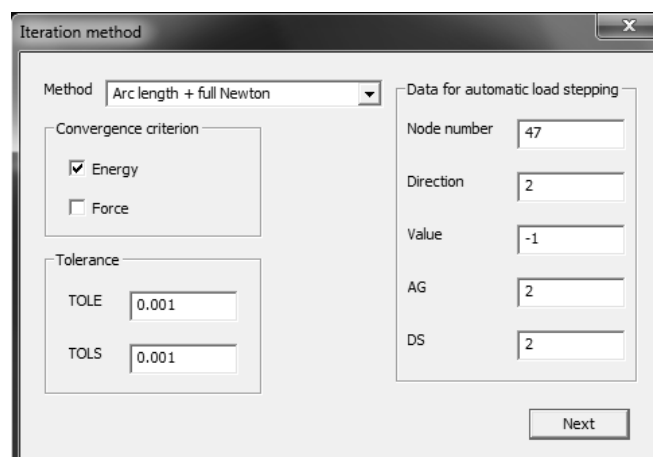 Iteration method
Method
Arc length + full Newton
Convergence criterion
Energy
Force
Tolerance
TOLE
0.001
TOLS
0.001
Data for automatic load stepping
Node number
47
Direction
2
Value
-1
AG
2
DS
2
Next